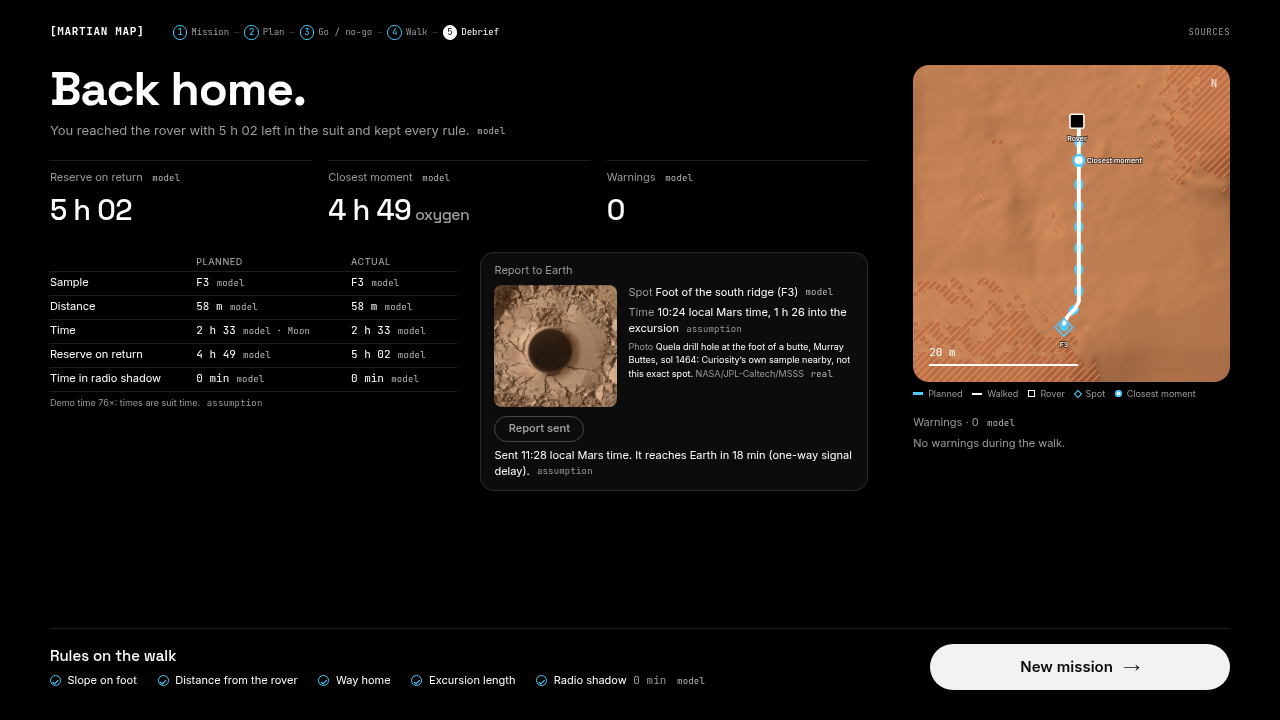 [MARTIAN MAP] 1 Mission – 2 Plan – 3 Go / no-go – 4 Walk – 5 Debrief SOURCES
Back home.
You reached the rover with 5 h 02 left in the suit and kept every rule. model
Reserve on return model
5 h 02
Closest moment model
4 h 49 oxygen
Warnings model
0
PLANNED ACTUAL
Sample F3 model F3 model
Distance 58 m model 58 m model
Time 2 h 33 model · Moon 2 h 33 model
Reserve on return 4 h 49 model 5 h 02 model
Time in radio shadow 0 min model 0 min model
Demo time 76×: times are suit time. assumption
Report to Earth
Spot Foot of the south ridge (F3) model
Time 10:24 local Mars time, 1 h 26 into the
excursion assumption
Photo Quela drill hole at the foot of a butte, Murray
Buttes, sol 1464: Curiosity's own sample nearby, not
this exact spot. NASA/JPL-Caltech/MSSS real
Report sent
Sent 11:28 local Mars time. It reaches Earth in 18 min (one-way signal
delay). assumption
N
Rover
Closest moment
F3
20 m
Planned Walked Rover Spot Closest moment
Warnings · 0 model
No warnings during the walk.
Rules on the walk
Slope on foot Distance from the rover Way home Excursion length Radio shadow 0 min model
New mission →